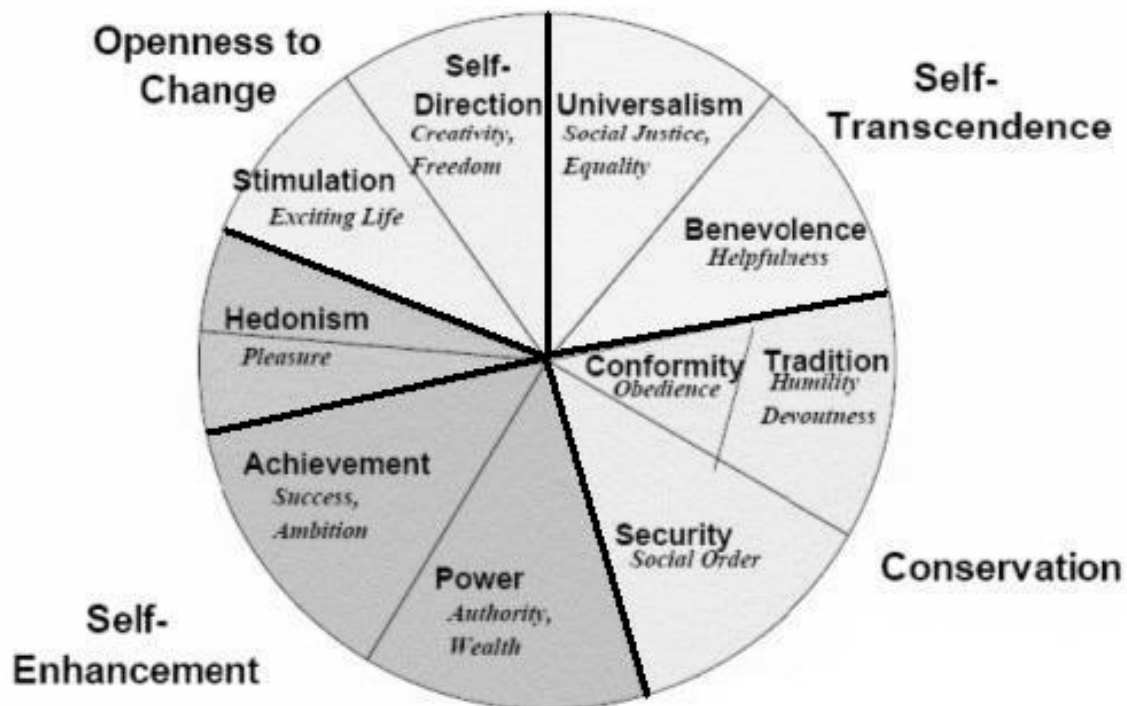 Openness to
Change
Self-
Direction
Creativity,
Freedom
Universalism
Social Justice,
Equality
Self-
Transcendence
Stimulation
Exciting Life
Benevolence
Helpfulness
Hedonism
Pleasure
Conformity
Obedience
Tradition
Humility
Devoutness
Achievement
Success,
Ambition
Security
Social Order
Power
Authority,
Wealth
Conservation
Self-
Enhancement